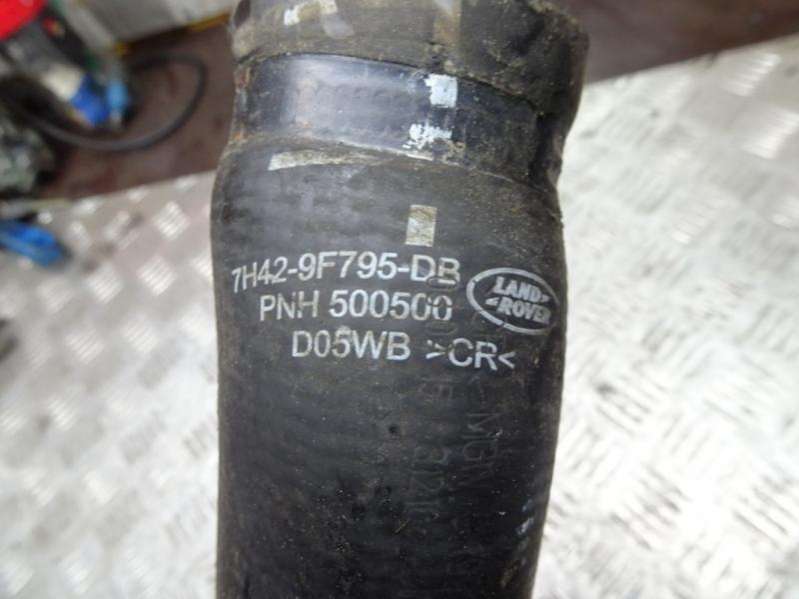 7H42-9F795-DB
PNH 500500
D05WB >CR<
LAND
ROVER